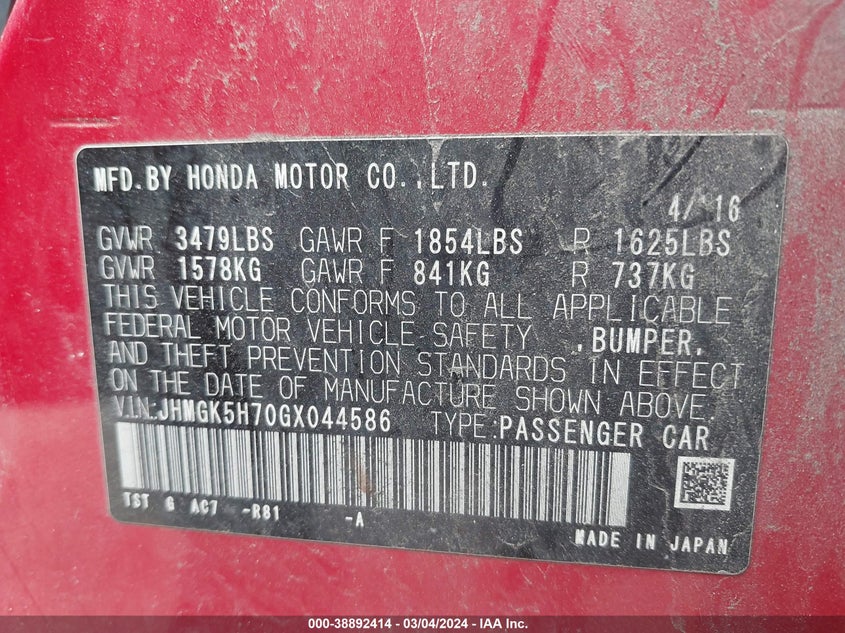 MFD.BY HONDA MOTOR CO.,LTD.
4/16
GVWR 3479LBS GAWR F 1854LBS R 1625LBS
GVWR 1578KG GAWR F 841KG R 737KG
THIS VEHICLE CONFORMS TO ALL APPLICABLE
FEDERAL MOTOR VEHICLE SAFETY ,BUMPER,
AND THEFT PREVENTION STANDARDS IN EFFECT
ON THE DATE OF MANUFACTURE SHOWN ABOVE.
V.I.N:JHMGK5H70GX044586 TYPE:PASSENGER CAR
TST G AC7 -R81 -A
MADE IN JAPAN
000-38892414 - 03/04/2024 - IAA Inc.